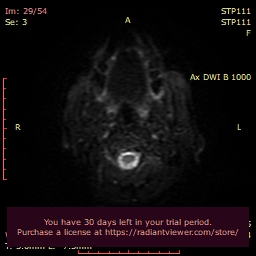 Im: 29/54
Se: 3
A
STP111
STP111
F
Ax DWI B 1000
R
L
You have 30 days left in your trial period.
Purchase a license at https://radiantviewer.com/store/